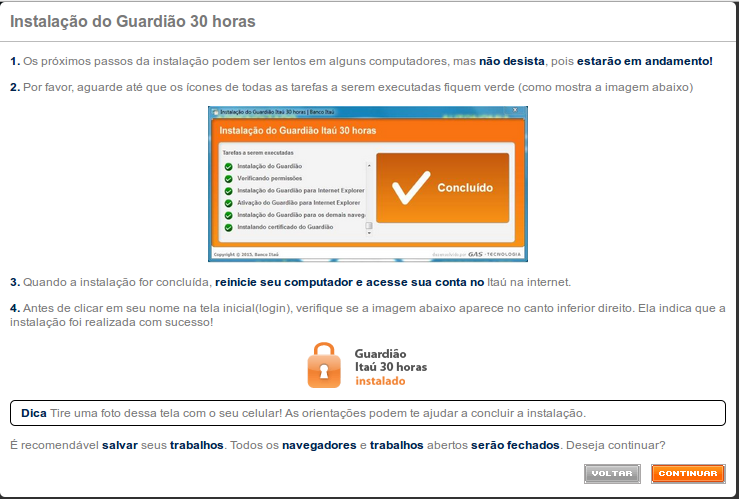 Instalação do Guardião 30 horas
1. Os próximos passos da instalação podem ser lentos em alguns computadores, mas não desista, pois estarão em andamento!
2. Por favor, aguarde até que os ícones de todas as tarefas a serem executadas fiquem verde (como mostra a imagem abaixo)
Instalação do Guardião Itaú 30 horas | Banco Itaú
Instalação do Guardião Itaú 30 horas
Tarefas a serem executadas
Instalação do Guardião
Verificando permissões
Instalação do Guardião para Internet Explorer
Ativação do Guardião para Internet Explorer
Instalação do Guardião para os demais naveg
Instalando certificado do Guardião
Concluído
Copyright © 2015, Banco Itaú
GAS-TECNOLOGIA
3. Quando a instalação for concluída, reinicie seu computador e acesse sua conta no Itaú na internet.
4. Antes de clicar em seu nome na tela inicial(login), verifique se a imagem abaixo aparece no canto inferior direito. Ela indica que a
instalação foi realizada com sucesso!
Guardião
Itaú 30 horas
instalado
Dica Tire uma foto dessa tela com o seu celular! As orientações podem te ajudar a concluir a instalação.
É recomendável salvar seus trabalhos. Todos os navegadores e trabalhos abertos serão fechados. Deseja continuar?
VOLTAR
CONTINUAR